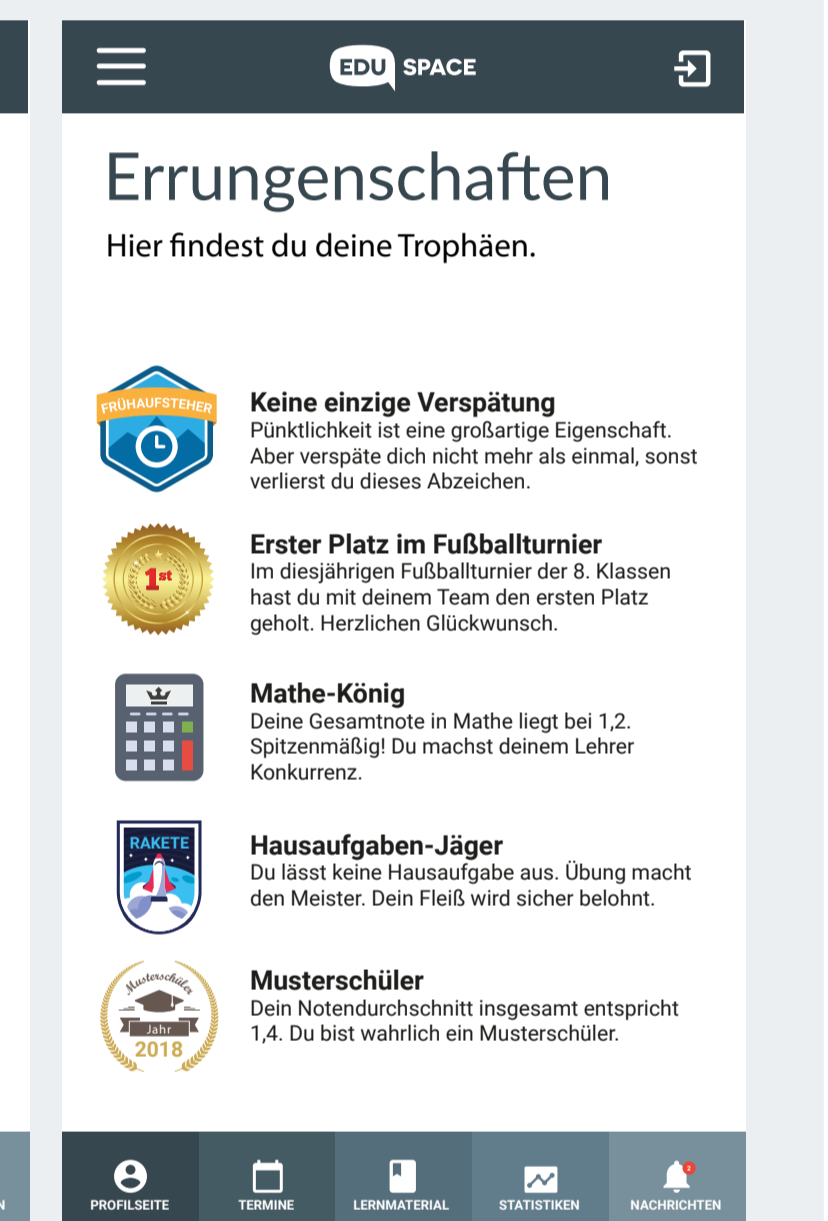 EDU SPACE
Errungenschaften
Hier findest du deine Trophäen.
FRÜHAUFSTEHER
Keine einzige Verspätung
Pünktlichkeit ist eine großartige Eigenschaft.
Aber verspäte dich nicht mehr als einmal, sonst
verlierst du dieses Abzeichen.
1st
Erster Platz im Fußballturnier
Im diesjährigen Fußballturnier der 8. Klassen
hast du mit deinem Team den ersten Platz
geholt. Herzlichen Glückwunsch.
Mathe-König
Deine Gesamtnote in Mathe liegt bei 1,2.
Spitzenmäßig! Du machst deinem Lehrer
Konkurrenz.
RAKETE
Hausaufgaben-Jäger
Du lässt keine Hausaufgabe aus. Übung macht
den Meister. Dein Fleiß wird sicher belohnt.
Musterschüler
Jahr
2018
Musterschüler
Dein Notendurchschnitt insgesamt entspricht
1,4. Du bist wahrlich ein Musterschüler.
N
2
PROFILSEITE TERMINE LERNMATERIAL STATISTIKEN NACHRICHTEN